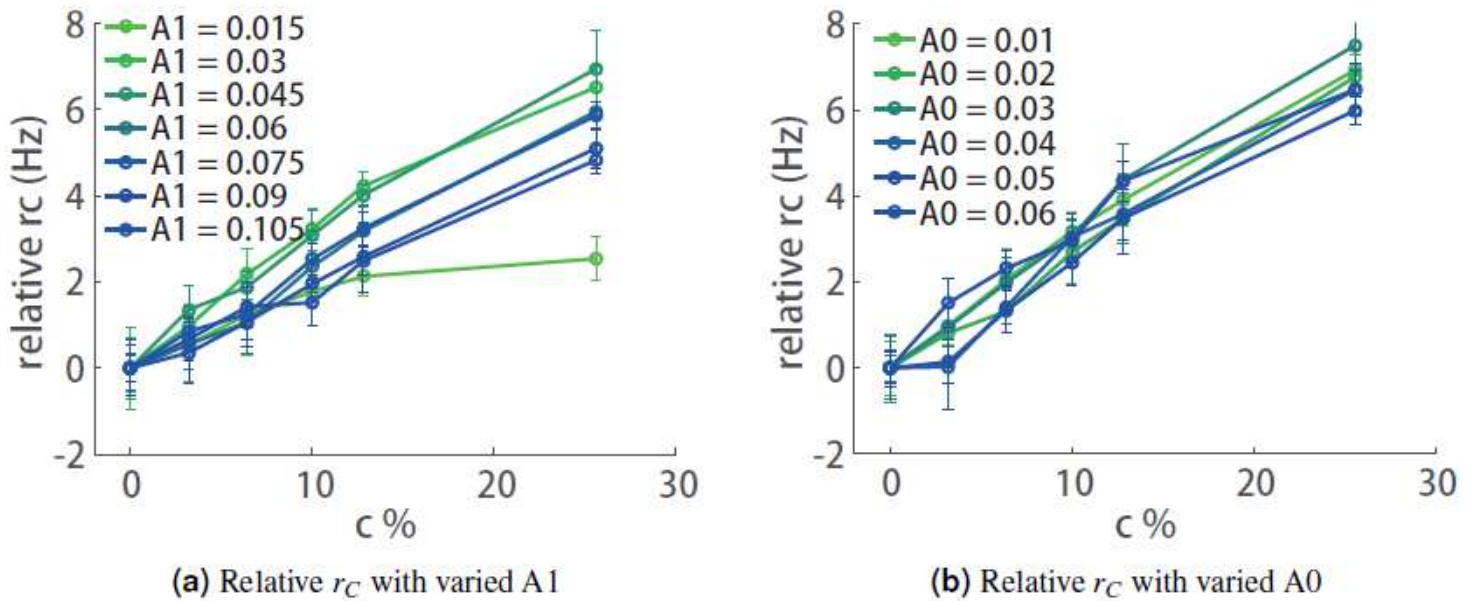 8
6
4
2
0
-2
relative rc (Hz)
A1 = 0.015
A1 = 0.03
A1 = 0.045
A1 = 0.06
A1 = 0.075
A1 = 0.09
A1 = 0.105
0 10 20 30
c %
(a) Relative rC with varied A1
8
6
4
2
0
-2
relative rc (Hz)
A0 = 0.01
A0 = 0.02
A0 = 0.03
A0 = 0.04
A0 = 0.05
A0 = 0.06
0 10 20 30
c %
(b) Relative rC with varied A0